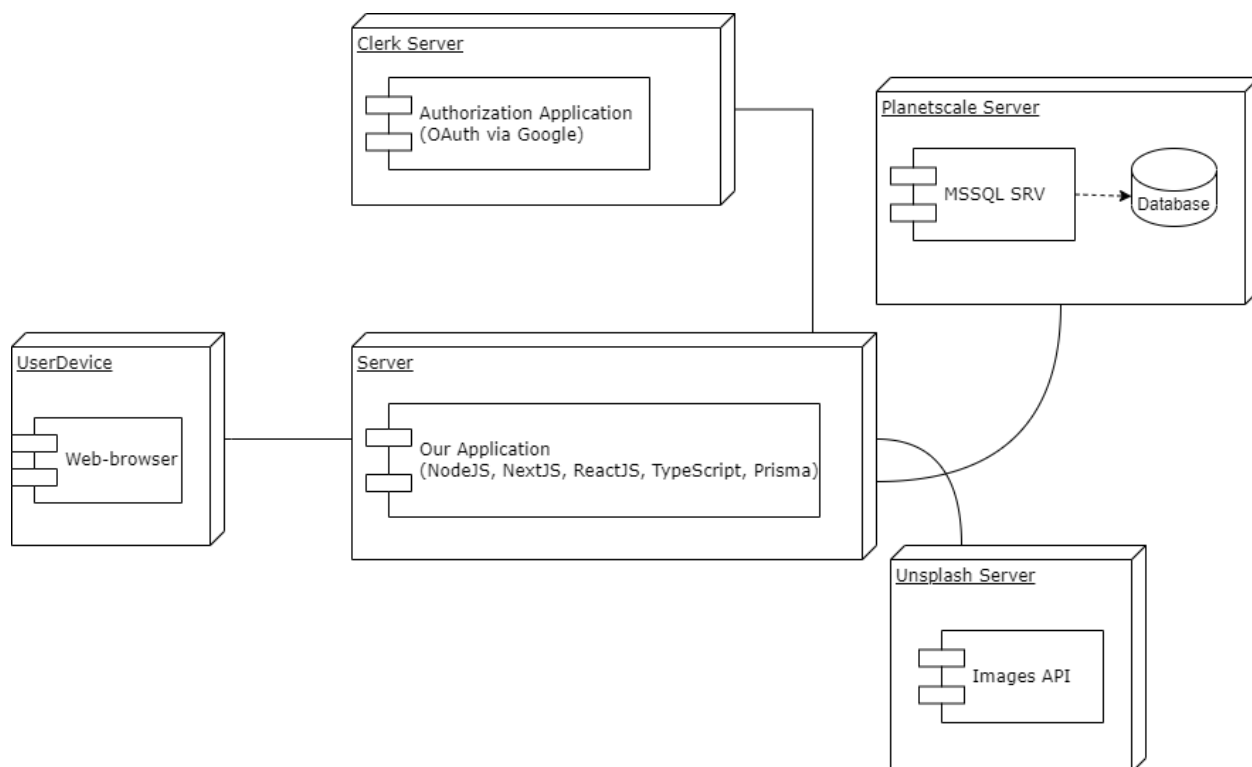 Clerk Server
Authorization Application
(OAuth via Google)
Planetscale Server
MSSQL SRV
Database
UserDevice
Web-browser
Server
Our Application
(NodeJS, NextJS, ReactJS, TypeScript, Prisma)
Unsplash Server
Images API